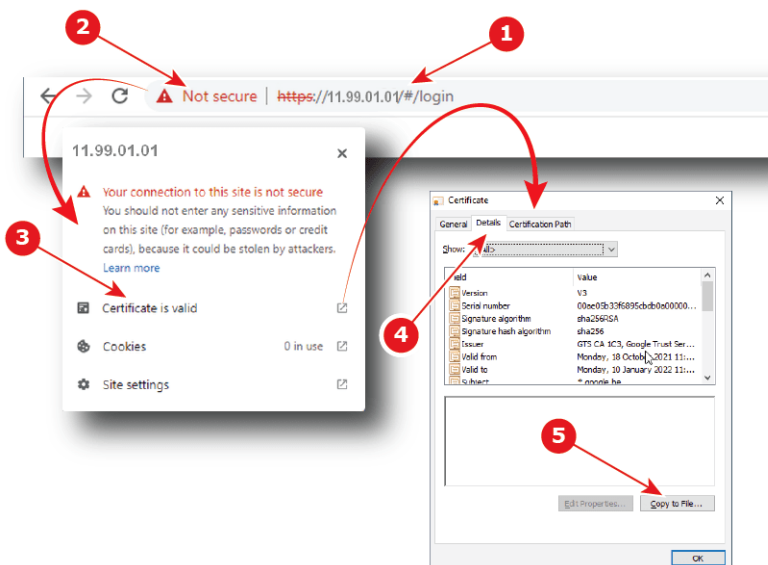 2
1
Not secure | https://11.99.01.01/#/login
11.99.01.01
Your connection to this site is not secure
You should not enter any sensitive information
on this site (for example, passwords or credit
cards), because it could be stolen by attackers.
Learn more
3
Certificate is valid
Cookies 0 in use
Site settings
Certificate
General Details Certification Path
Show:
4
Value
Version V3
Serial number 00ae05b33f6895cbdb0a00000...
Signature algorithm sha256RSA
Signature hash algorithm sha256
Issuer GTS CA 1C3, Google Trust Ser...
Valid from Monday, 18 October 2021 11:...
Valid to Monday, 10 January 2022 11:...
Subject *.google.be
5
Edit Properties... Copy to File...
OK